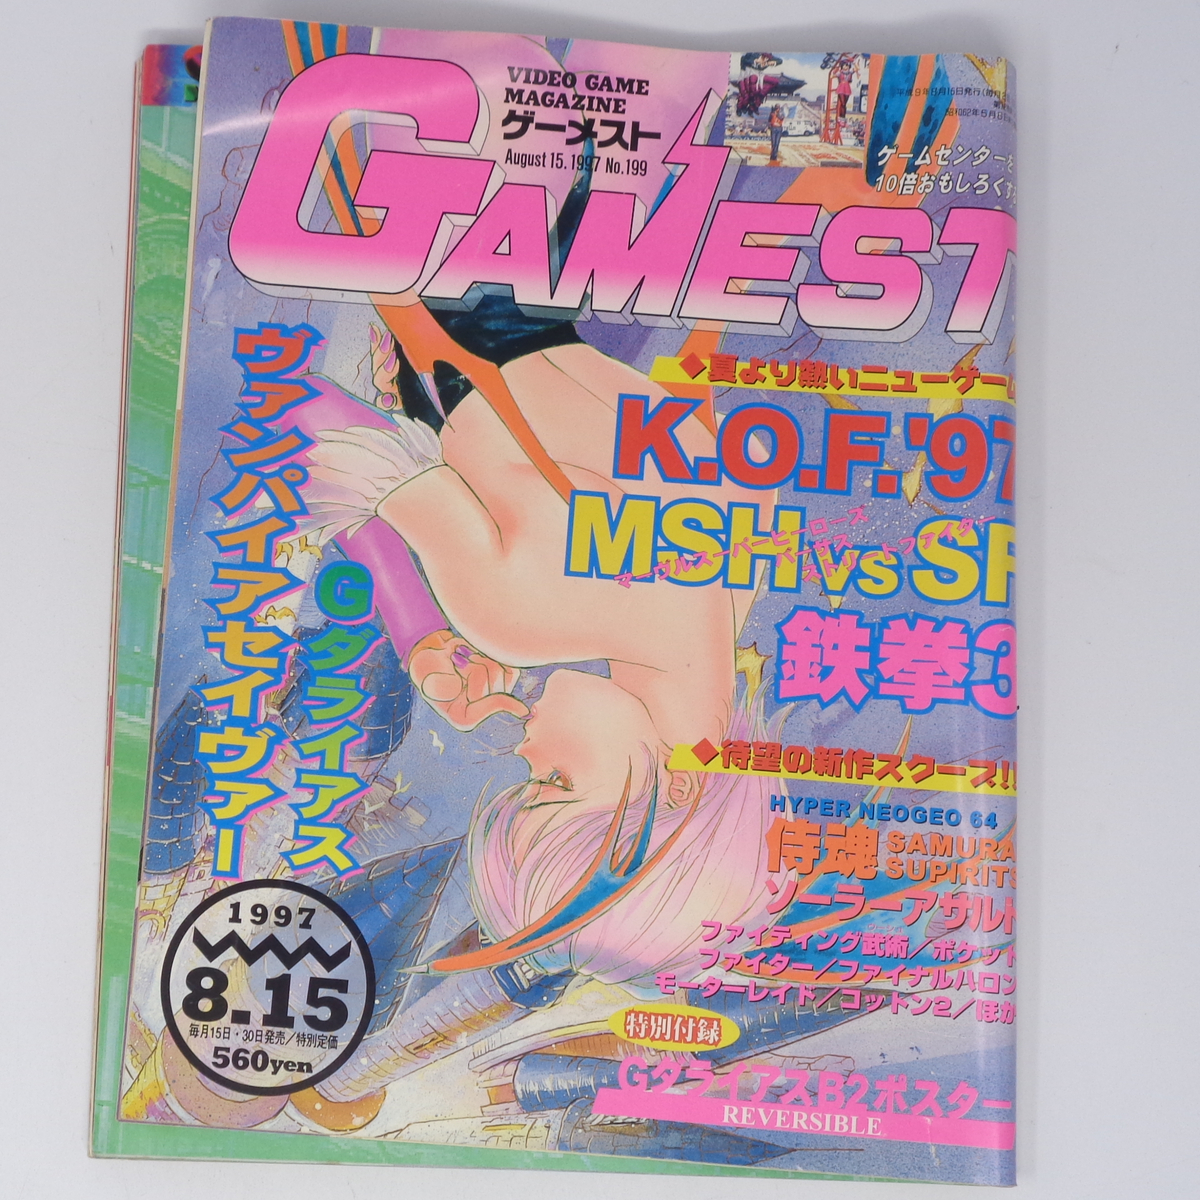 VIDEO GAME
MAGAZINE
ゲーメスト
August 15. 1997 No.199
GAMEST
ゲームセンターを
10倍おもしろくす
◆夏より熱いニューゲーム
K.O.F.'97
MSH VS SF
マーヴルスーパーヒーローズ
バーサス
ストリートファイター
鉄拳3
ヴァンパイアセイヴァー
Gダライアス
◆待望の新作スクープ!!
HYPER NEOGEO 64
侍魂
SAMURA
SUPIRITS
ソーラーアサルト
ファイティング武術/ポケット
ファイター/ファイナルハロン
モーターレイド/コットン2/ほか
特別付録
GダライアスB2ポスター
REVERSIBLE
1997
8.15
毎月15日・30日発売/特別定価
560yen